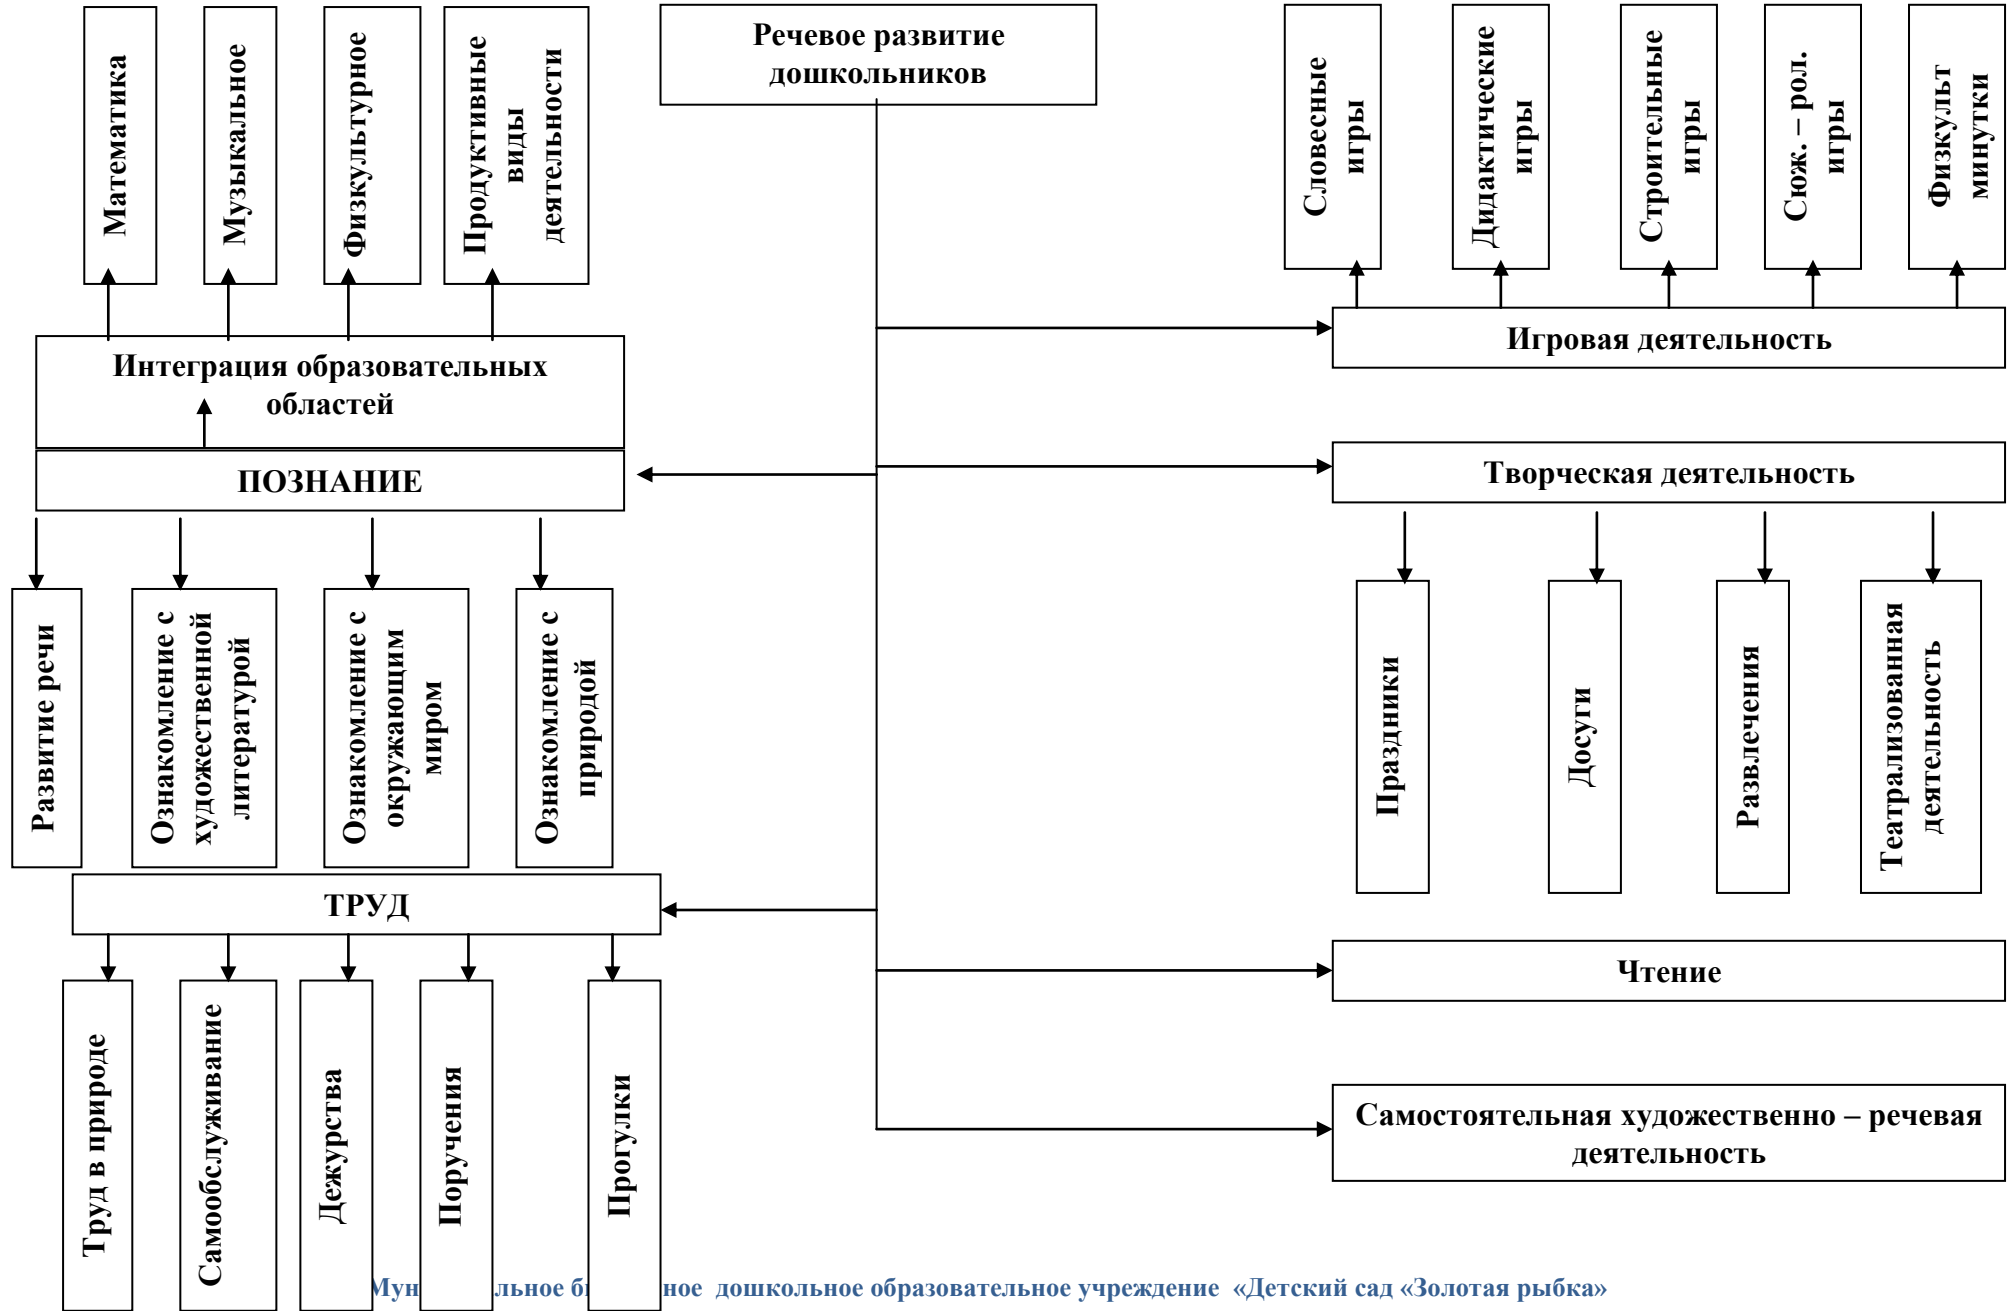 Речевое развитие
дошкольников
Математика
Музыкальное
Физкультурное
Продуктивные
виды
деятельности
Словесные
игры
Дидактические
игры
Строительные
игры
Сюж. – рол.
игры
Физкульт
минутки
Интеграция образовательных
областей
Игровая деятельность
ПОЗНАНИЕ
Творческая деятельность
Развитие речи
Ознакомление с
художественной
литературой
Ознакомление с
окружающим
миром
Ознакомление с
природой
Праздники
Досуги
Развлечения
Театрализованная
деятельность
ТРУД
Чтение
Труд в природе
Самообслуживание
Дежурства
Поручения
Прогулки
Самостоятельная художественно – речевая
деятельность
дошкольное образовательное учреждение «Детский сад «Золотая рыбка»